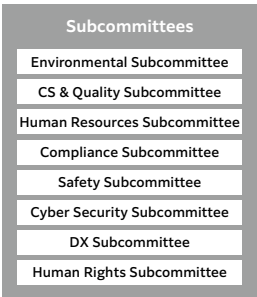 Subcommittees
Environmental Subcommittee
CS & Quality Subcommittee
Human Resources Subcommittee
Compliance Subcommittee
Safety Subcommittee
Cyber Security Subcommittee
DX Subcommittee
Human Rights Subcommittee